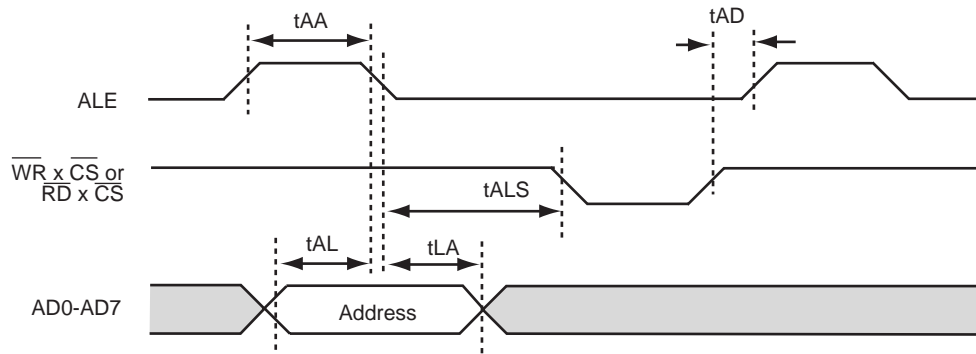 tAA
tAD
ALE
WR x CS or
RD x CS
tALS
tAL
tLA
AD0-AD7
Address